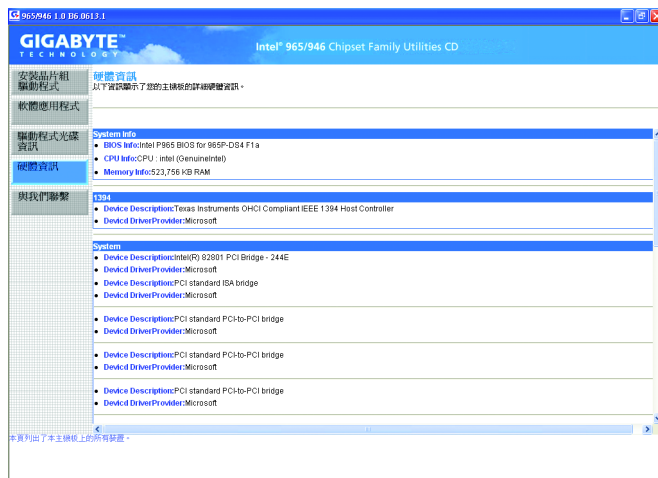 965/946 1.0 B6.0613.1
GIGABYTE™
TECHNOLOGY
Intel® 965/946 Chipset Family Utilities CD
安裝晶片組
驅動程式
軟體應用程式
驅動程式光碟
資訊
硬體資訊
與我們聯繫
硬體資訊
以下資訊顯示了您的主機板的詳細硬體資訊。
System Info
BIOS Info:Intel P965 BIOS for 965P-DS4 F1a
CPU Info:CPU : intel (GenuineIntel)
Memory Info:523,756 KB RAM
1394
Device Description:Texas Instruments OHCI Compliant IEEE 1394 Host Controller
Devicd DriverProvider:Microsoft
System
Device Description:Intel(R) 82801 PCI Bridge - 244E
Devicd DriverProvider:Microsoft
Device Description:PCI standard ISA bridge
Devicd DriverProvider:Microsoft
Device Description:PCI standard PCI-to-PCI bridge
Devicd DriverProvider:Microsoft
Device Description:PCI standard PCI-to-PCI bridge
Devicd DriverProvider:Microsoft
Device Description:PCI standard PCI-to-PCI bridge
Devicd DriverProvider:Microsoft
本頁列出了本主機板上的所有裝置。